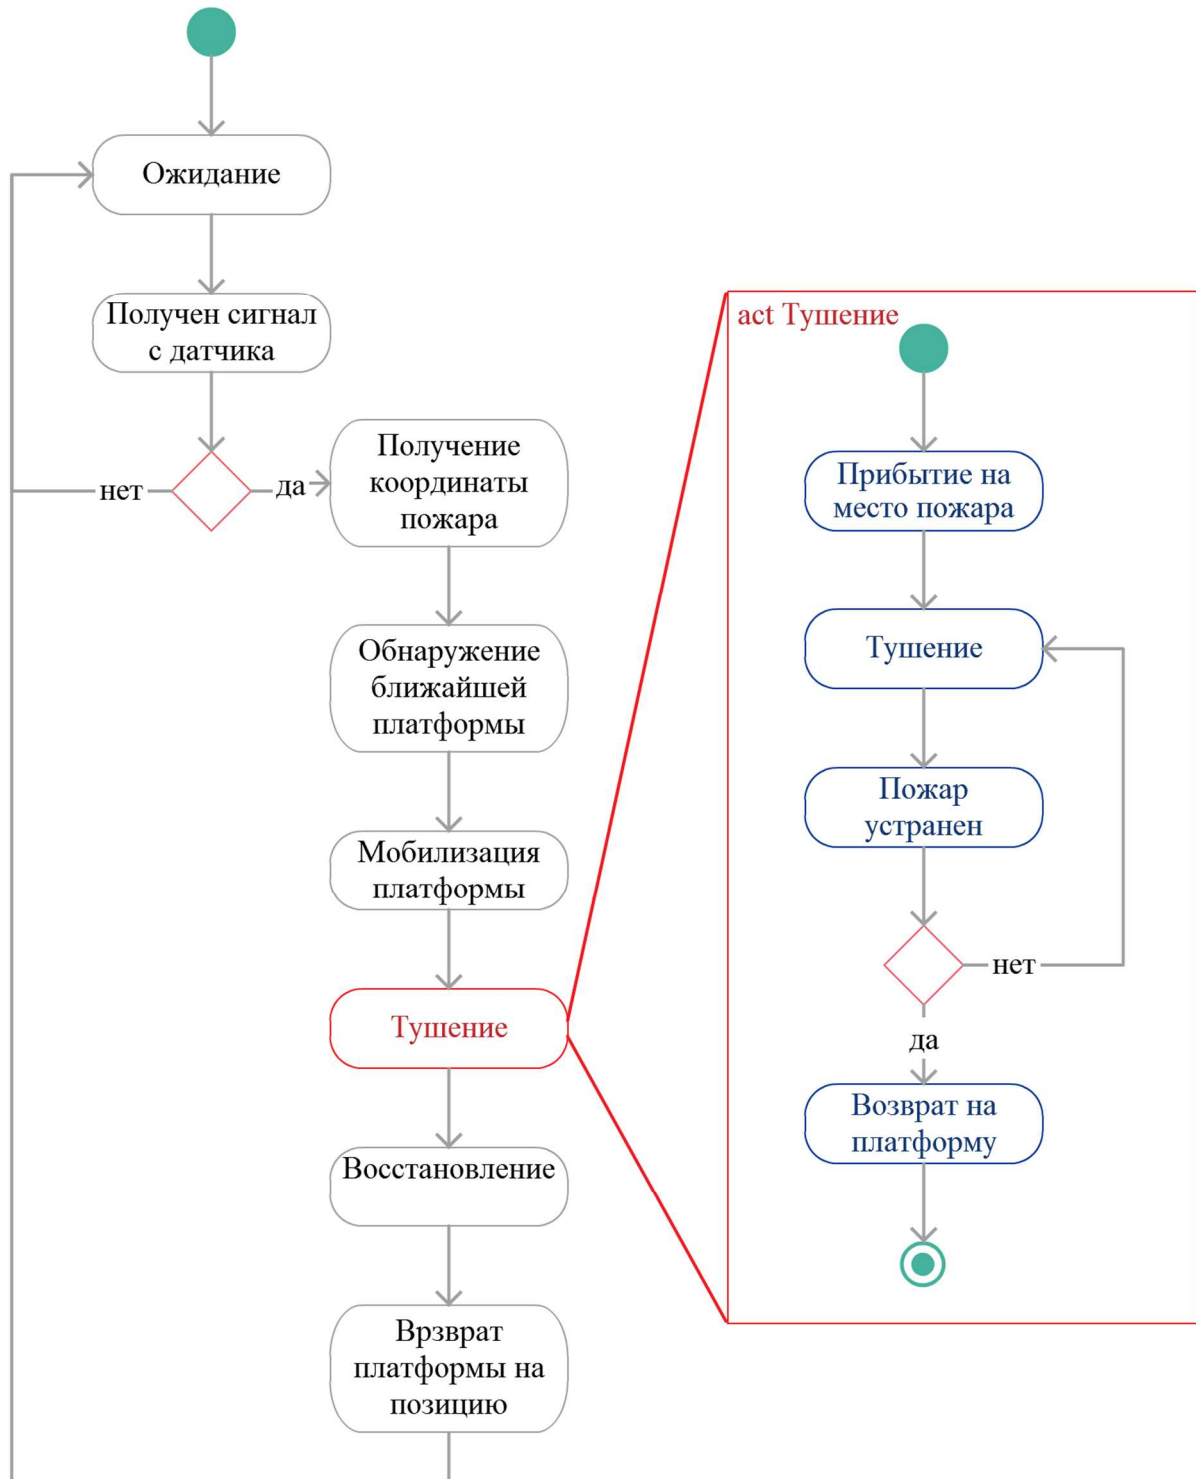 Ожидание
Получен сигнал
с датчика
нет
да
Получение
координаты
пожара
Обнаружение
ближайшей
платформы
Мобилизация
платформы
Тушение
Восстановление
Врзврат
платформы на
позицию
act Тушение
Прибытие на
место пожара
Тушение
Пожар
устранен
нет
да
Возврат на
платформу